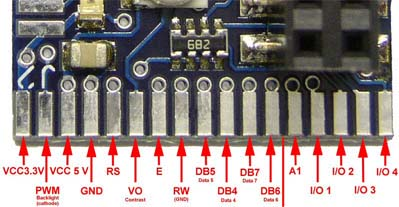 682
VCC3.3V VCC 5 V RS E DB5 DB7 A1 I/O 2 I/O 4
Data 5 Data 7
PWM GND VO RW DB4 DB6 I/O 1 I/O 3
Backlight (cathode) Contrast (GND) Data 4 Data 6